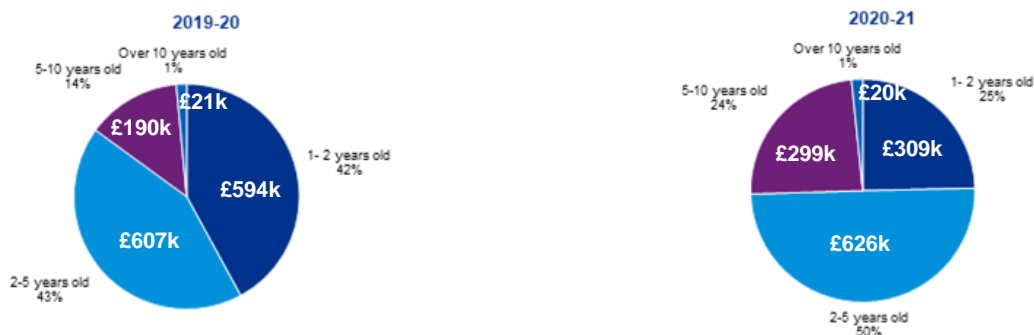 2019-20
Over 10 years old
1%
5-10 years old
14%
£21k
£190k
1- 2 years old
42%
£594k
£607k
2-5 years old
43%
2020-21
Over 10 years old
1%
1- 2 years old
25%
5-10 years old
24%
£20k
£299k
£309k
£626k
2-5 years old
50%